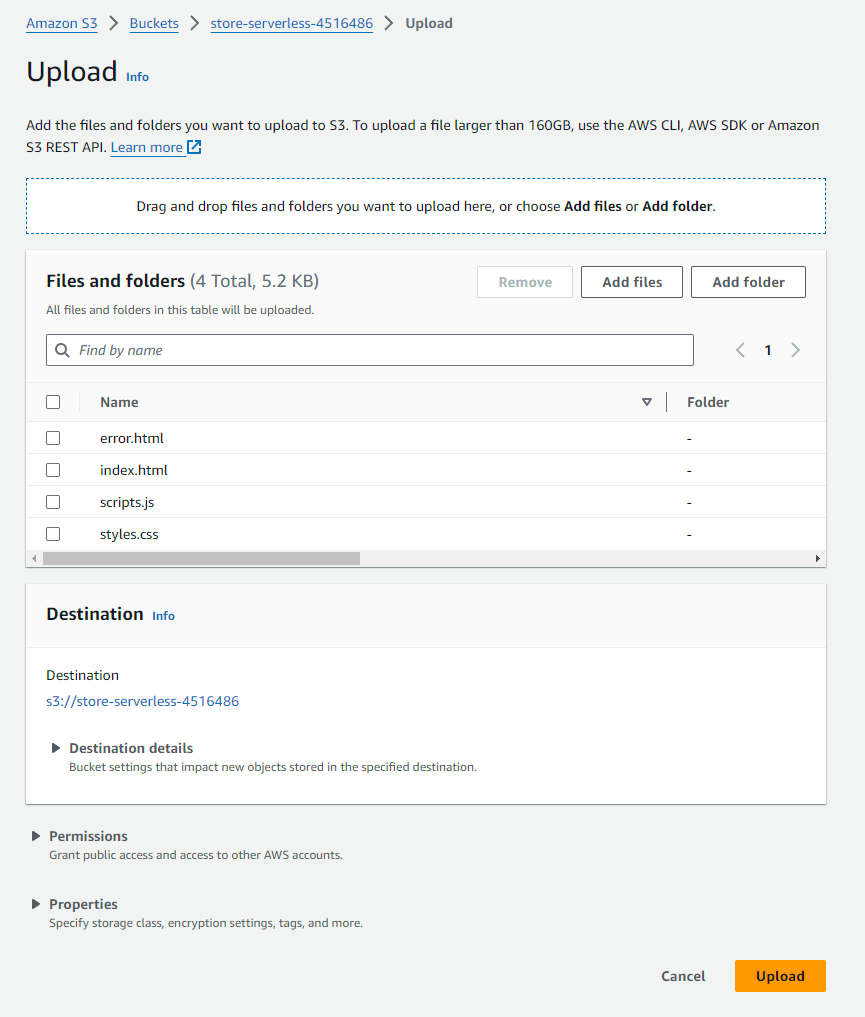 Amazon S3 > Buckets > store-serverless-4516486 > Upload
Upload Info
Add the files and folders you want to upload to S3. To upload a file larger than 160GB, use the AWS CLI, AWS SDK or Amazon
S3 REST API. Learn more
Drag and drop files and folders you want to upload here, or choose Add files or Add folder.
Files and folders (4 Total, 5.2 KB)
Remove
Add files
Add folder
All files and folders in this table will be uploaded.
Find by name
1
Name
Folder
error.html -
index.html -
scripts.js -
styles.css -
Destination Info
Destination
s3://store-serverless-4516486
Destination details
Bucket settings that impact new objects stored in the specified destination.
Permissions
Grant public access and access to other AWS accounts.
Properties
Specify storage class, encryption settings, tags, and more.
Cancel
Upload